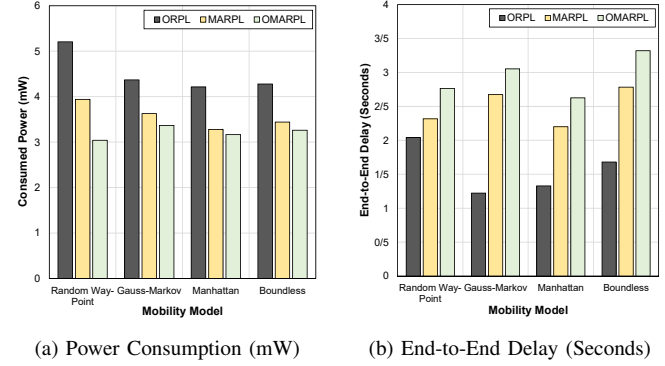 ORPL MARPL OMARPL
6
5
4
3
2
1
0
Consumed Power (mW)
Random Way-Point Gauss-Markov Manhattan Boundless
Mobility Model
(a) Power Consumption (mW)
ORPL MARPL OMARPL
4
3/5
3
2/5
2
1/5
1
0/5
0
End-to-End Delay (Seconds)
Random Way-Point Gauss-Markov Manhattan Boundless
Mobility Model
(b) End-to-End Delay (Seconds)